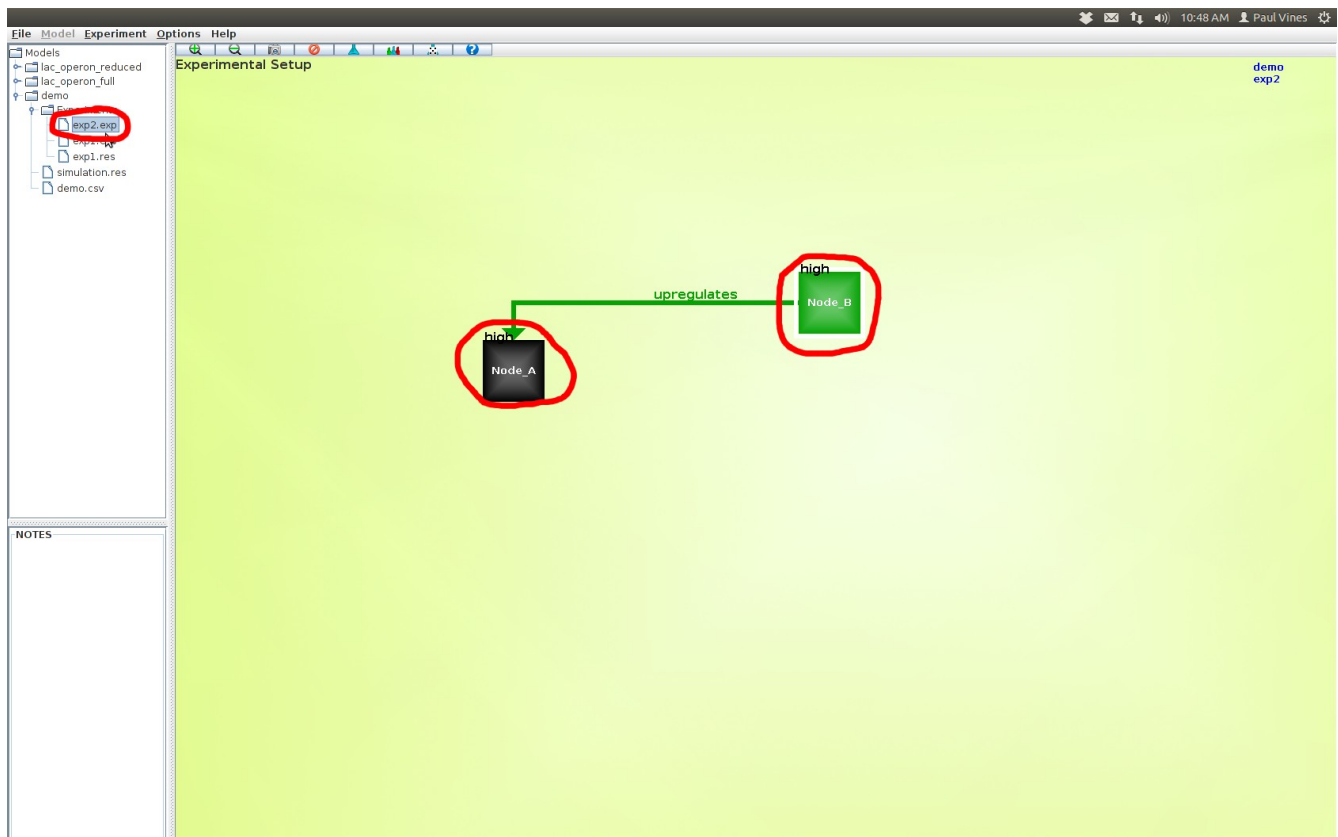 10:48 AM Paul Vines
File Model Experiment Options Help
Models
lac_operon_reduced
lac_operon_full
demo
exp2.exp
exp1.res
simulation.res
demo.csv
NOTES
Experimental Setup
demo
exp2
high
Node_B
upregulates
high
Node_A